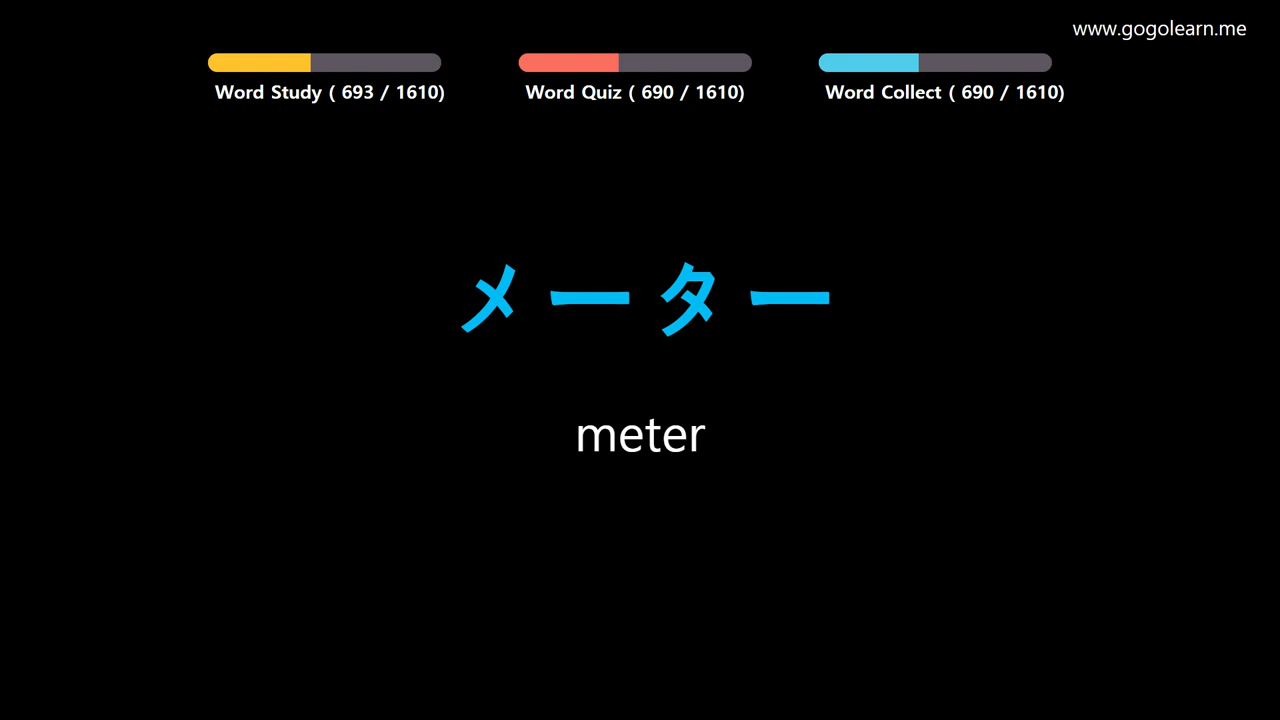 www.gogolearn.me
Word Study ( 693 / 1610)
Word Quiz ( 690 / 1610)
Word Collect ( 690 / 1610)
メーター
meter